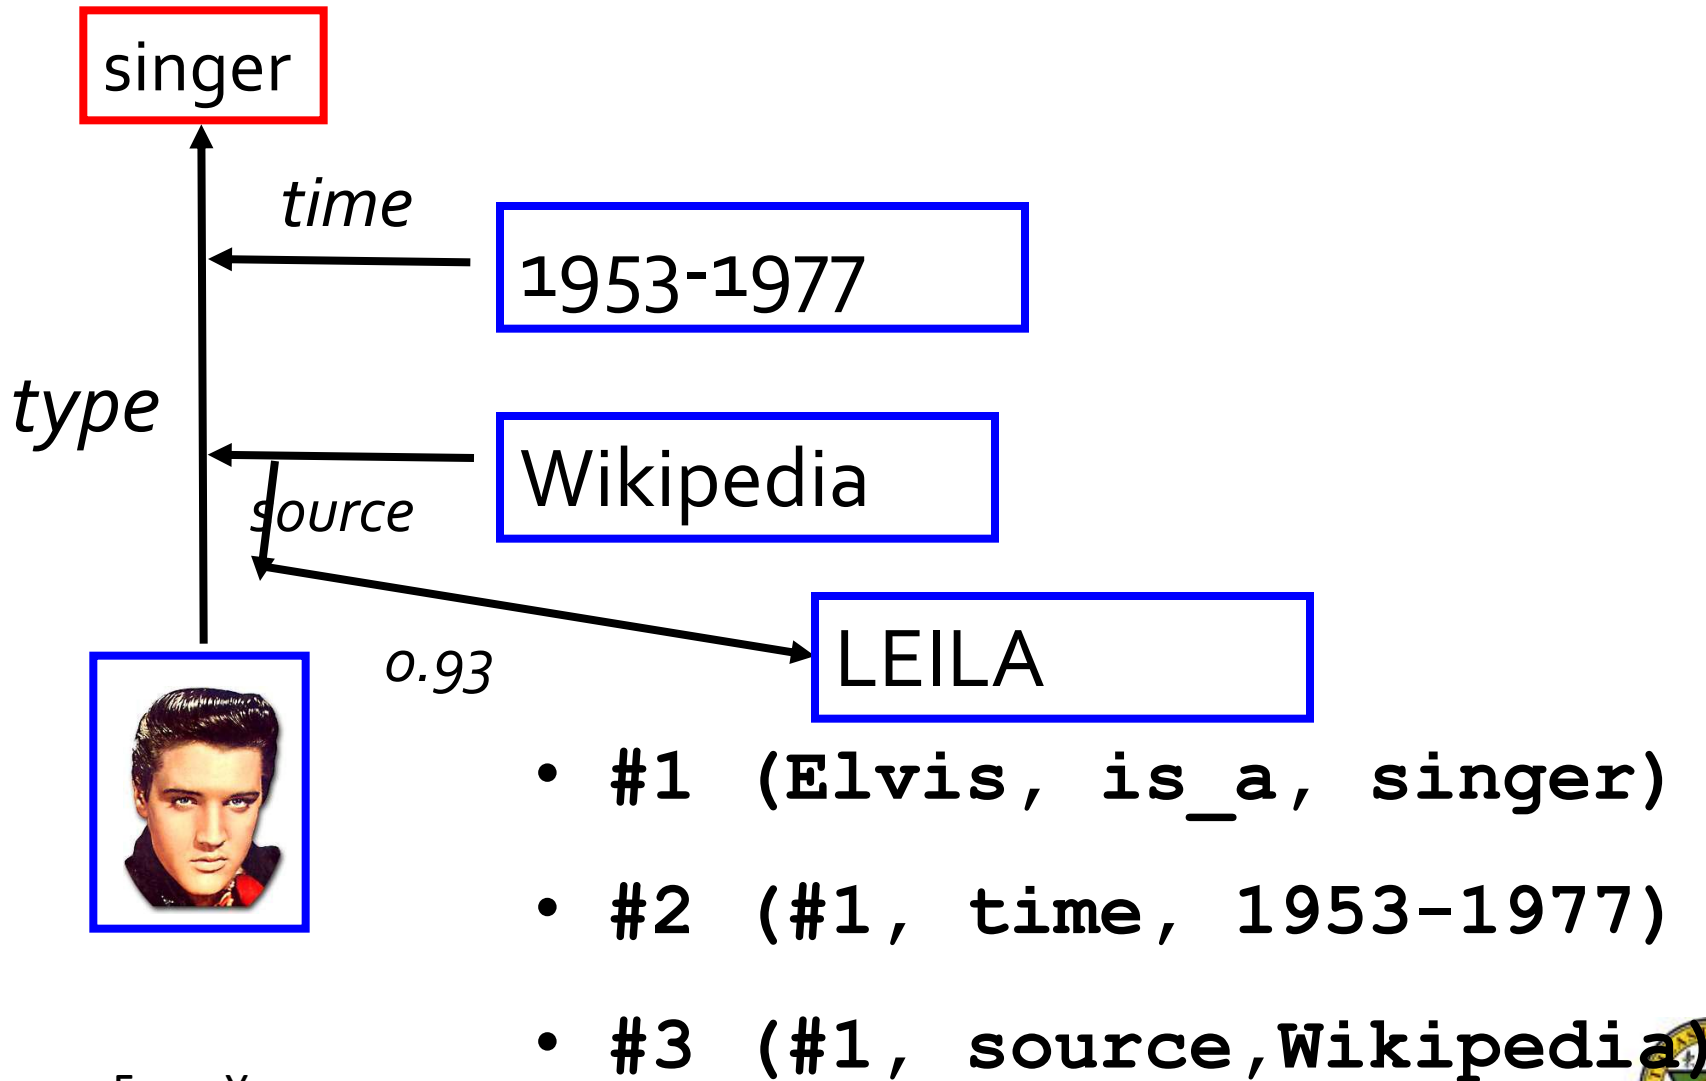 singer
time
1953-1977
type
Wikipedia
source
LEILA
0.93
• #1 (Elvis, is_a, singer)
• #2 (#1, time, 1953-1977)
• #3 (#1, source,Wikipedia)